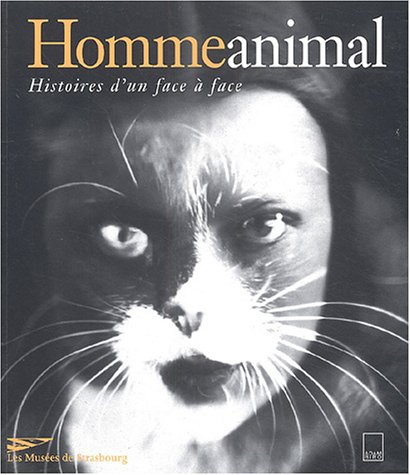 Hommeanimal
Histoires d'un face à face
Les Musées de Strasbourg